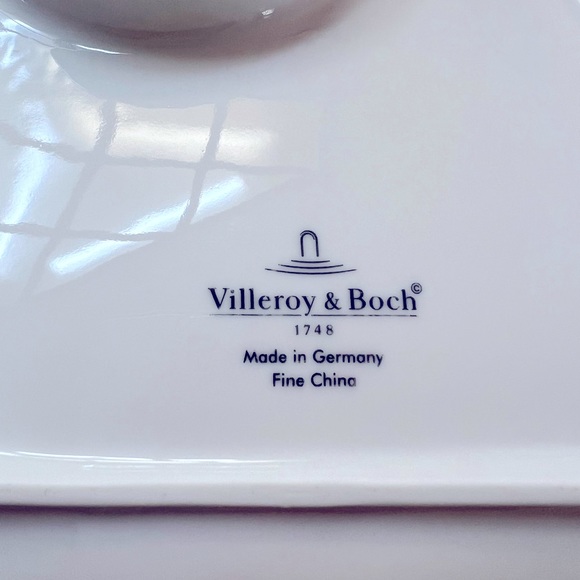 Villeroy & Boch©
1748
Made in Germany
Fine China